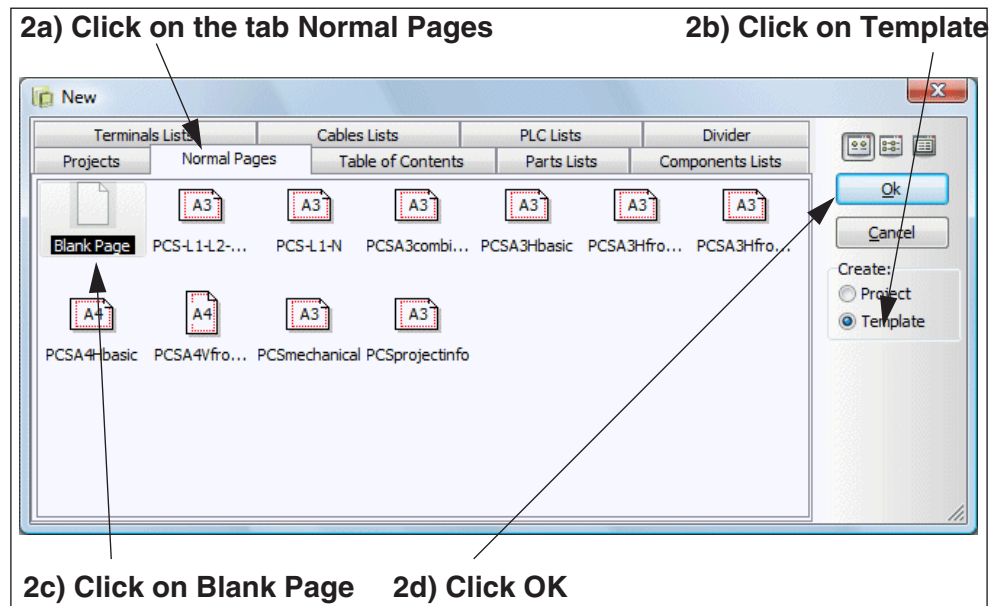 2a) Click on the tab Normal Pages 2b) Click on Template
New
Terminals Lists Cables Lists PLC Lists Divider
Projects Normal Pages Table of Contents Parts Lists Components Lists
A3 A3 A3 A3 A3 A3
Blank Page PCS-L1-L2-... PCS-L1-N PCSA3combi... PCSA3Hbasic PCSA3Hfro... PCSA3Hfro...
A4 A4 A3 A3
PCSA4Hbasic PCSA4Vfro... PCSmechanical PCSprojectinfo
Ok
Cancel
Create:
Project
Template
2c) Click on Blank Page 2d) Click OK